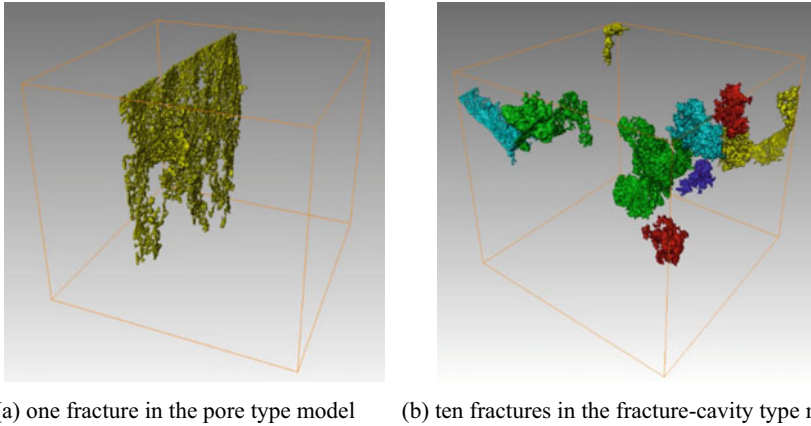 (a) one fracture in the pore type model
(b) ten fractures in the fracture-cavity type